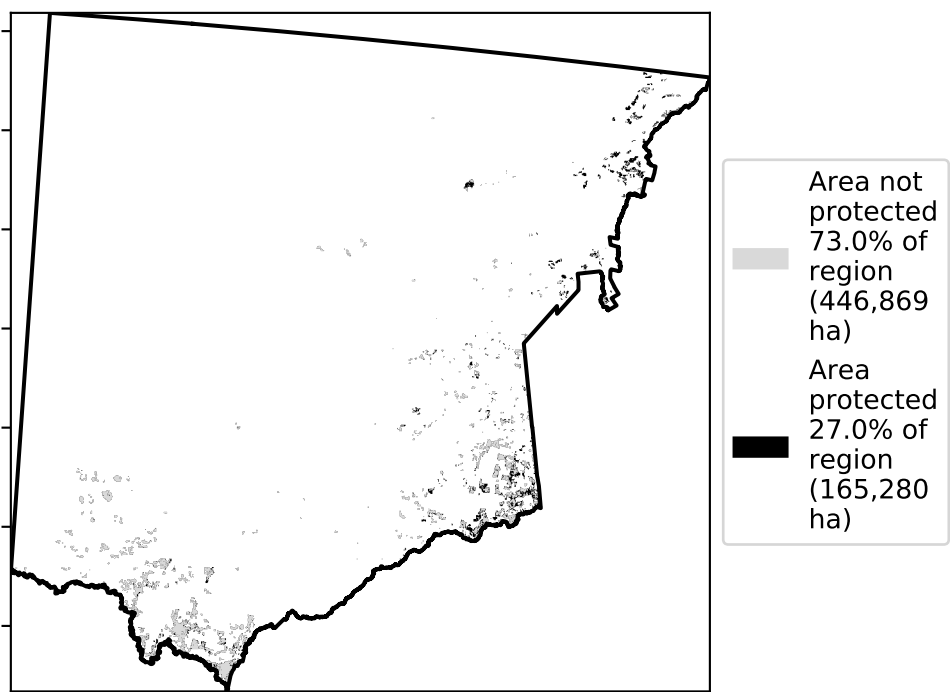 Area not
protected
73.0% of
region
(446,869
ha)
Area
protected
27.0% of
region
(165,280
ha)